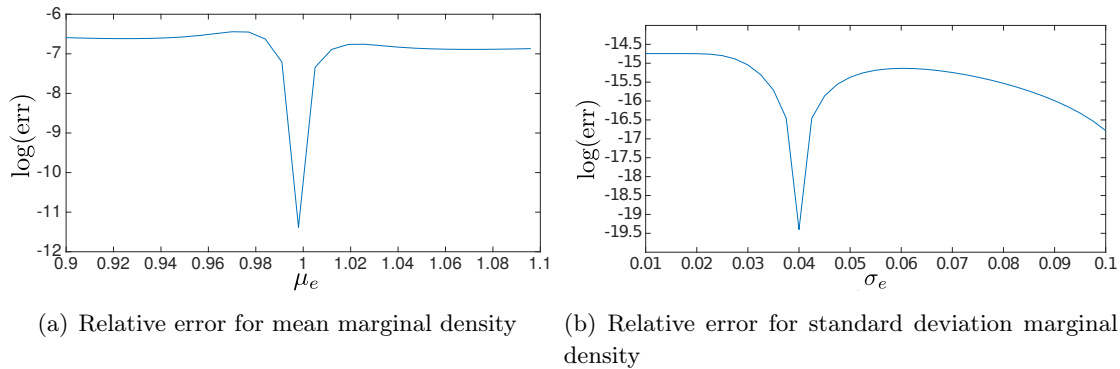 -6
-7
-8
-9
-10
-11
-12
log(err)
0.9 0.92 0.94 0.96 0.98 1 1.02 1.04 1.06 1.08 1.1
μ_e
(a) Relative error for mean marginal density
-14.5
-15
-15.5
-16
-16.5
-17
-17.5
-18
-18.5
-19
-19.5
log(err)
0.01 0.02 0.03 0.04 0.05 0.06 0.07 0.08 0.09 0.1
σ_e
(b) Relative error for standard deviation marginal
density